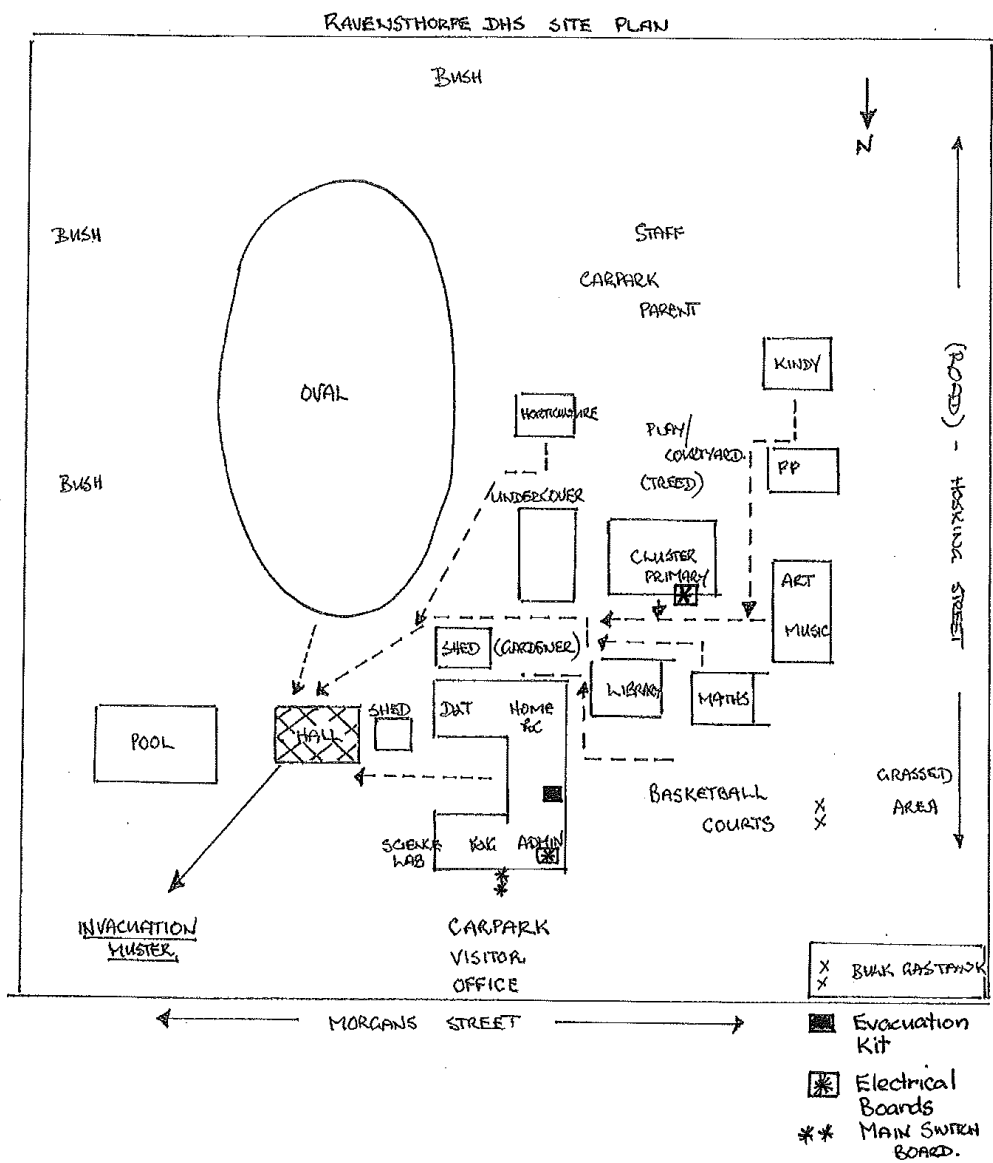 RAVENSTHORPE DHS SITE PLAN
BUSH
N
BUSH
STAFF
CARPARK
PARENT
KINDY
(ROAD) - HOSKING STREET
OVAL
HORTICULTURE
PLAY/
COURTYARD.
(TREED)
PP
BUSH
UNDERCOVER
CLUSTER
PRIMARY
ART
MUSIC
SHED
(GARDENER)
LIBRARY
MATHS
POOL
HALL
SHED
D&T
HOME
EC
BASKETBALL
COURTS
GRASSED
AREA
SCIENCE
LAB
ADMIN
INVACUATION
MUSTER
CARPARK
VISITOR
OFFICE
BULK GASTANK
MORGANS STREET
Evacuation
Kit
Electrical
Boards
MAIN SWITCH
BOARD.